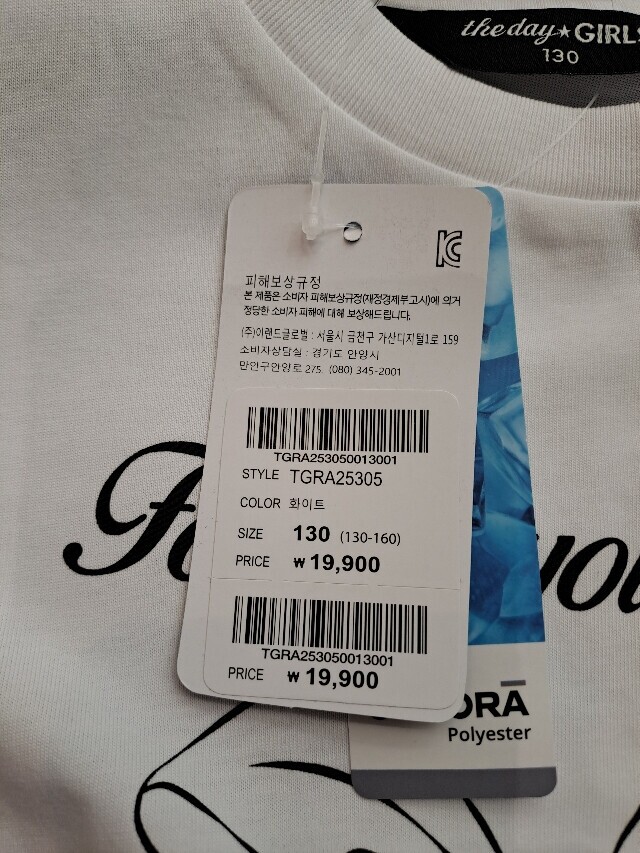 the day★GIRLS
130
KC
피해보상규정
본 제품은 소비자 피해보상규정(재정경제부고시)에 의거
정당한 소비자 피해에 대해 보상해드립니다.
(주)이랜드글로벌 : 서울시 금천구 가산디지털1로 159
소비자상담실 : 경기도 안양시
만안구안양로 275. (080) 345-2001
TGRA253050013001
STYLE TGRA25305
COLOR 화이트
SIZE 130 (130-160)
PRICE ₩ 19,900
TGRA253050013001
PRICE ₩ 19,900
Polyester